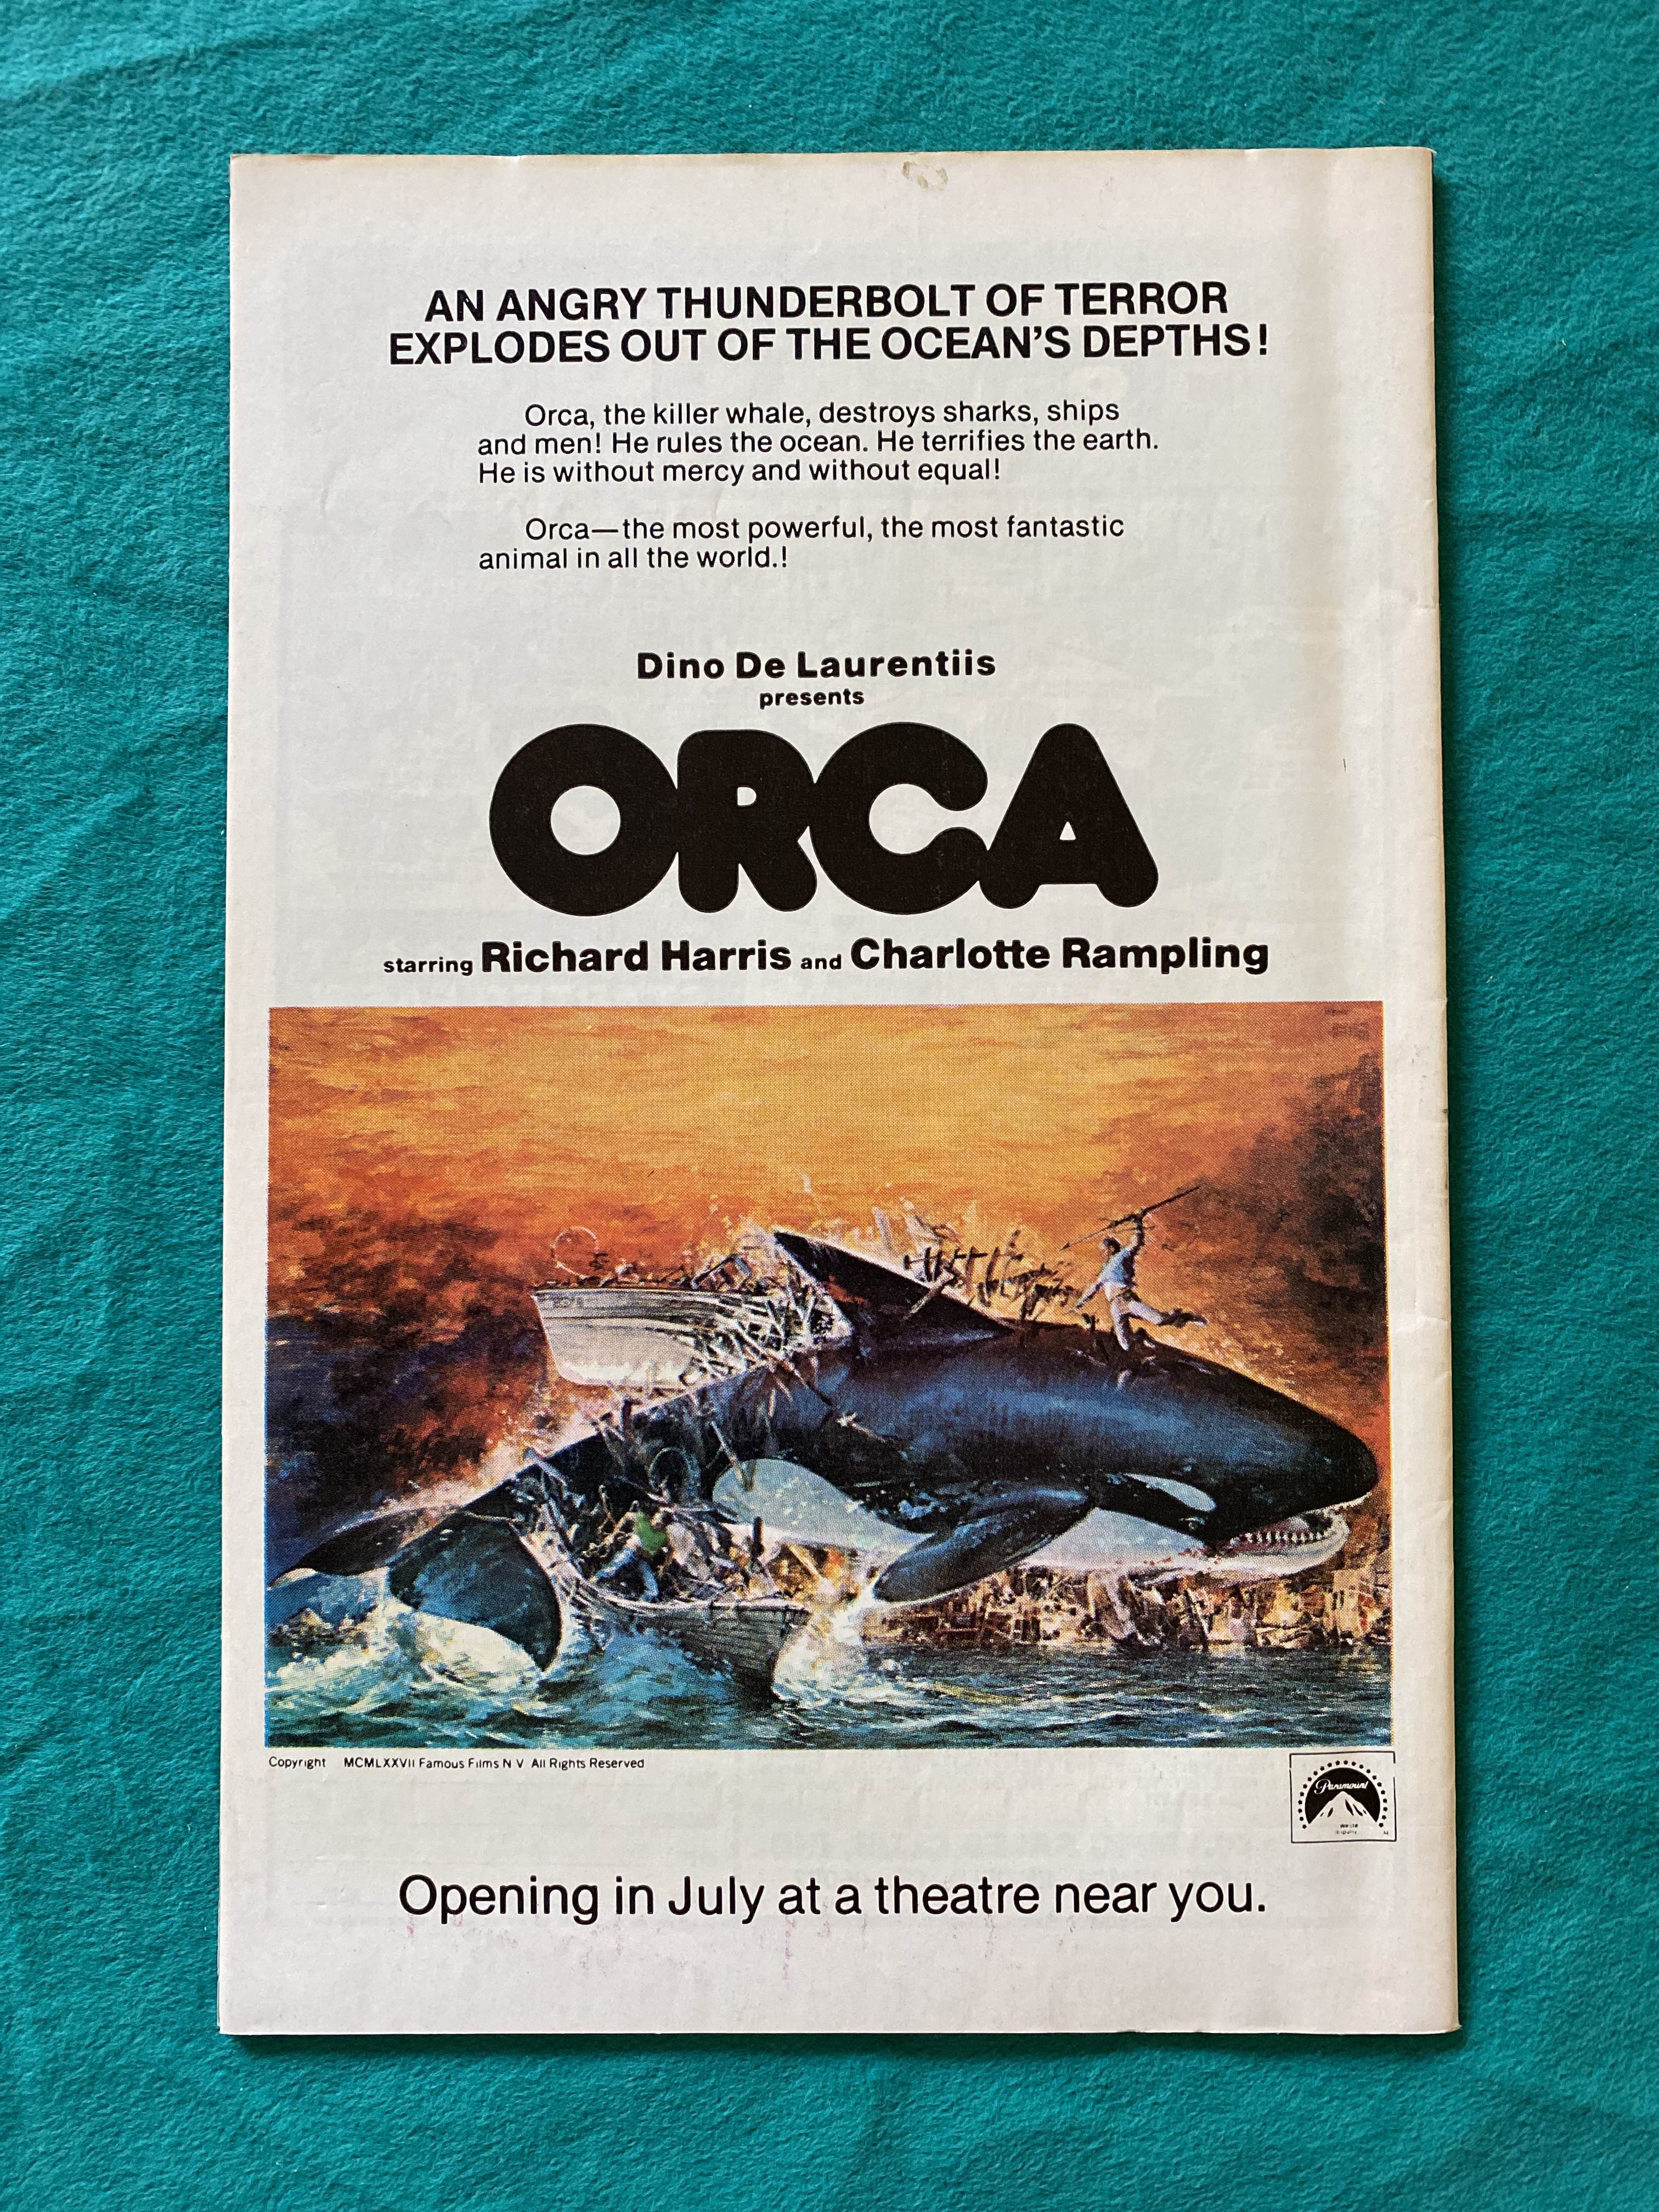 AN ANGRY THUNDERBOLT OF TERROR
EXPLODES OUT OF THE OCEAN'S DEPTHS!
Orca, the killer whale, destroys sharks, ships
and men! He rules the ocean. He terrifies the earth.
He is without mercy and without equal!
Orca—the most powerful, the most fantastic
animal in all the world.!
Dino De Laurentiis
presents
ORCA
starring Richard Harris and Charlotte Rampling
Copyright MCMLXXVII Famous Films N V All Rights Reserved
Paramount
Opening in July at a theatre near you.